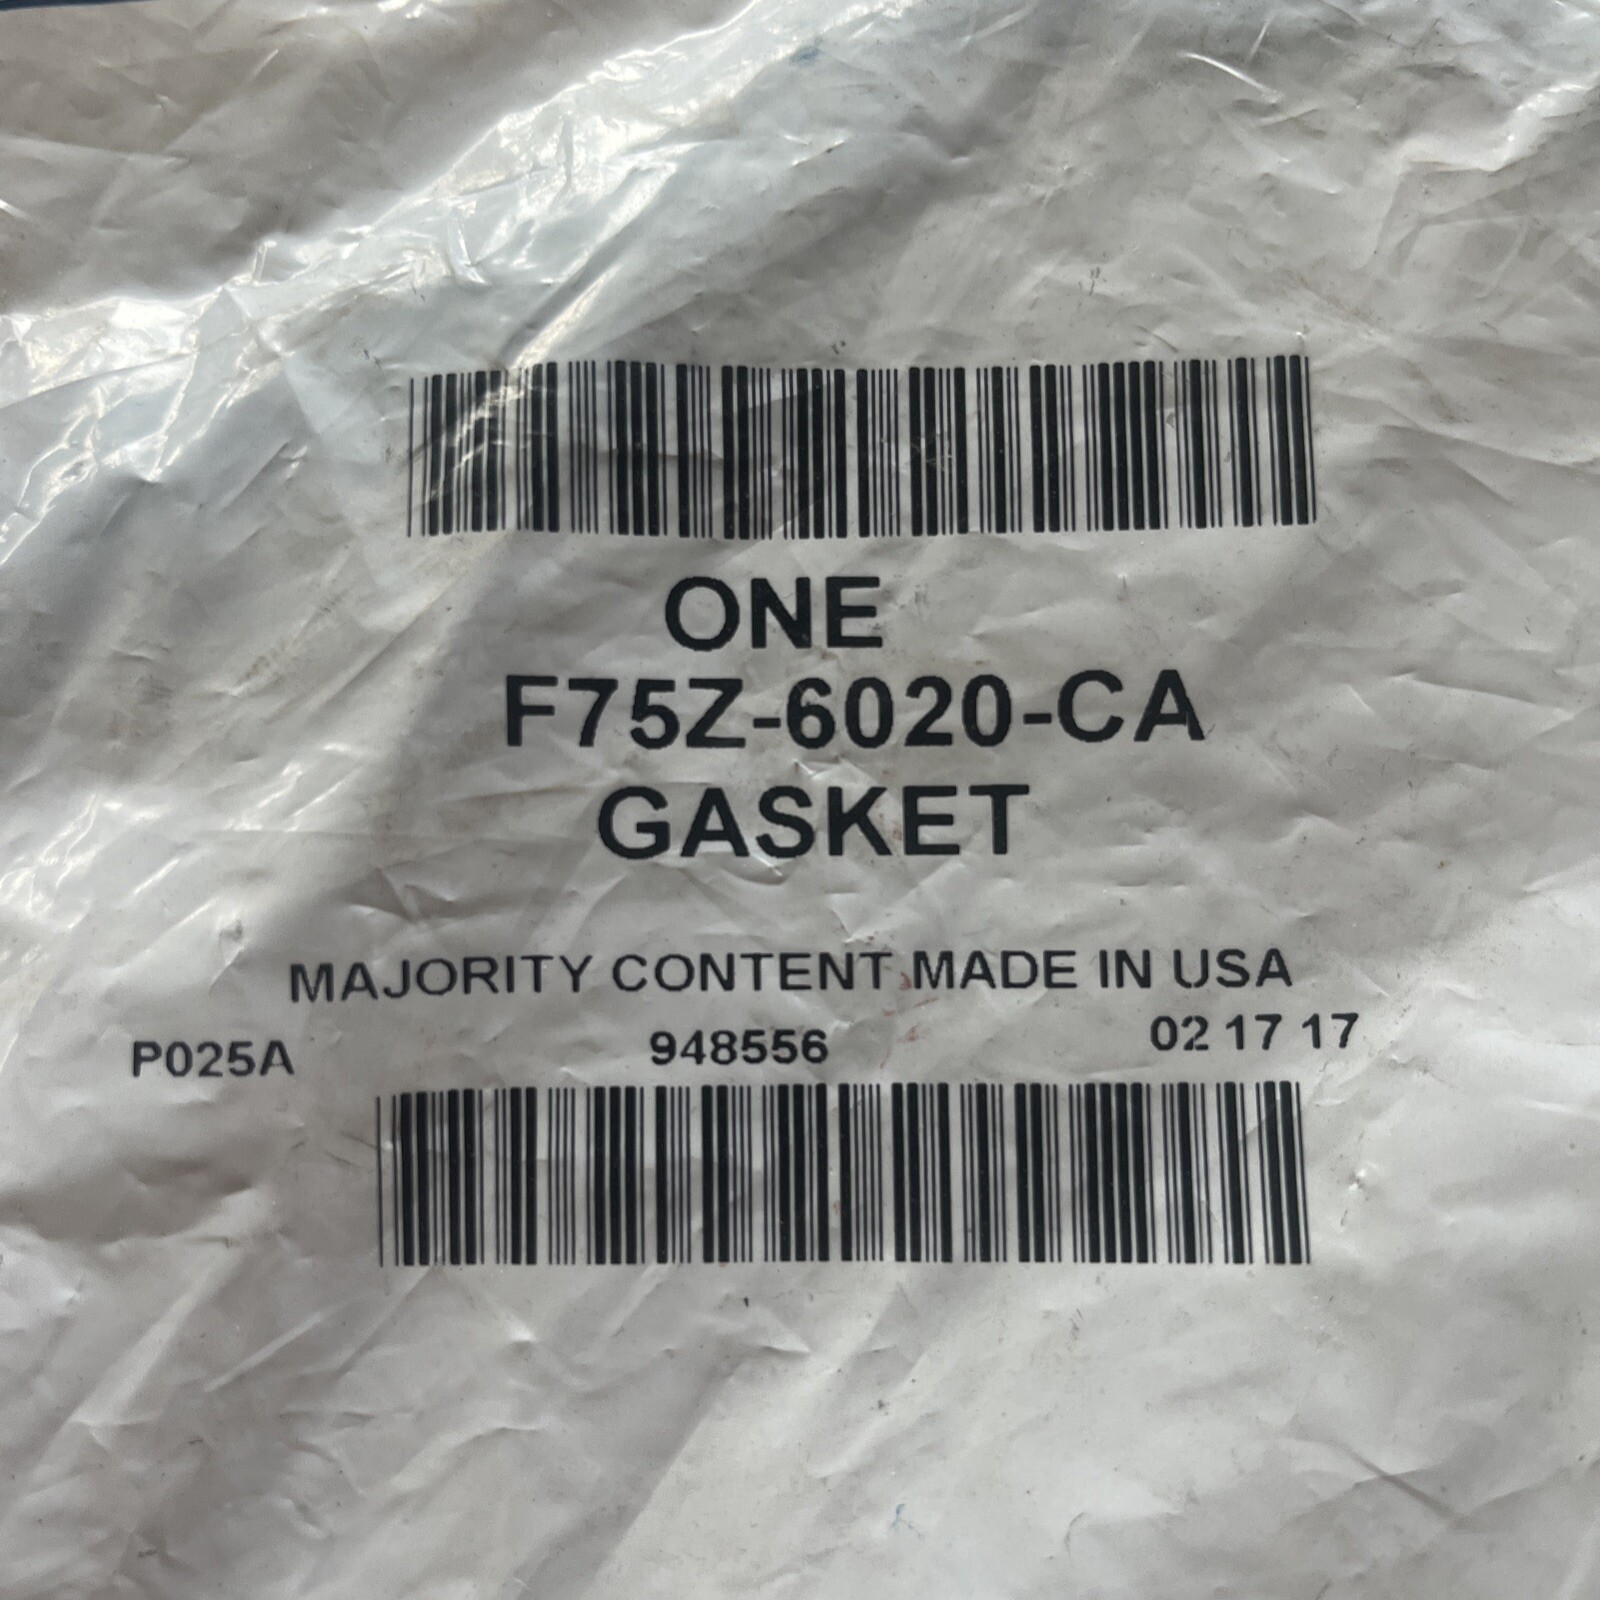 ONE
F75Z-6020-CA
GASKET
MAJORITY CONTENT MADE IN USA
P025A 948556 02 17 17